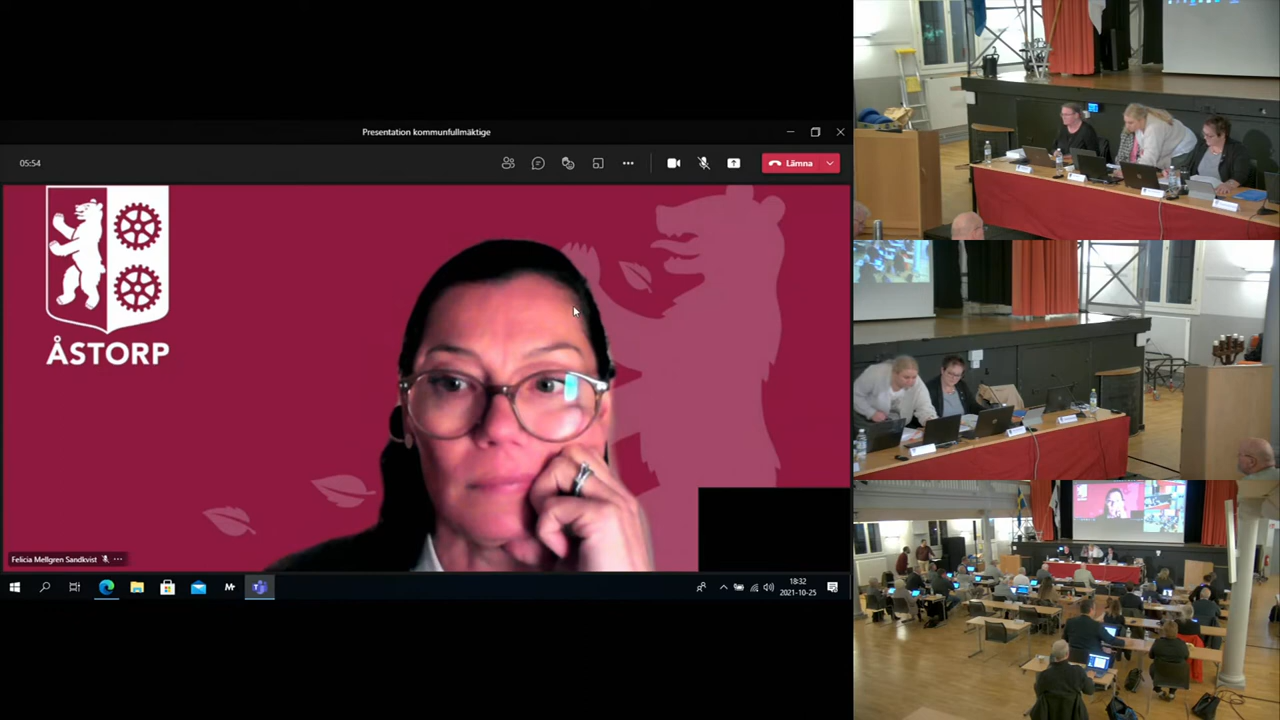 Presentation kommunfullmäktige
05:54
Lämna
ÅSTORP
Felicia Mellgren Sandkvist
18:32
2021-10-25